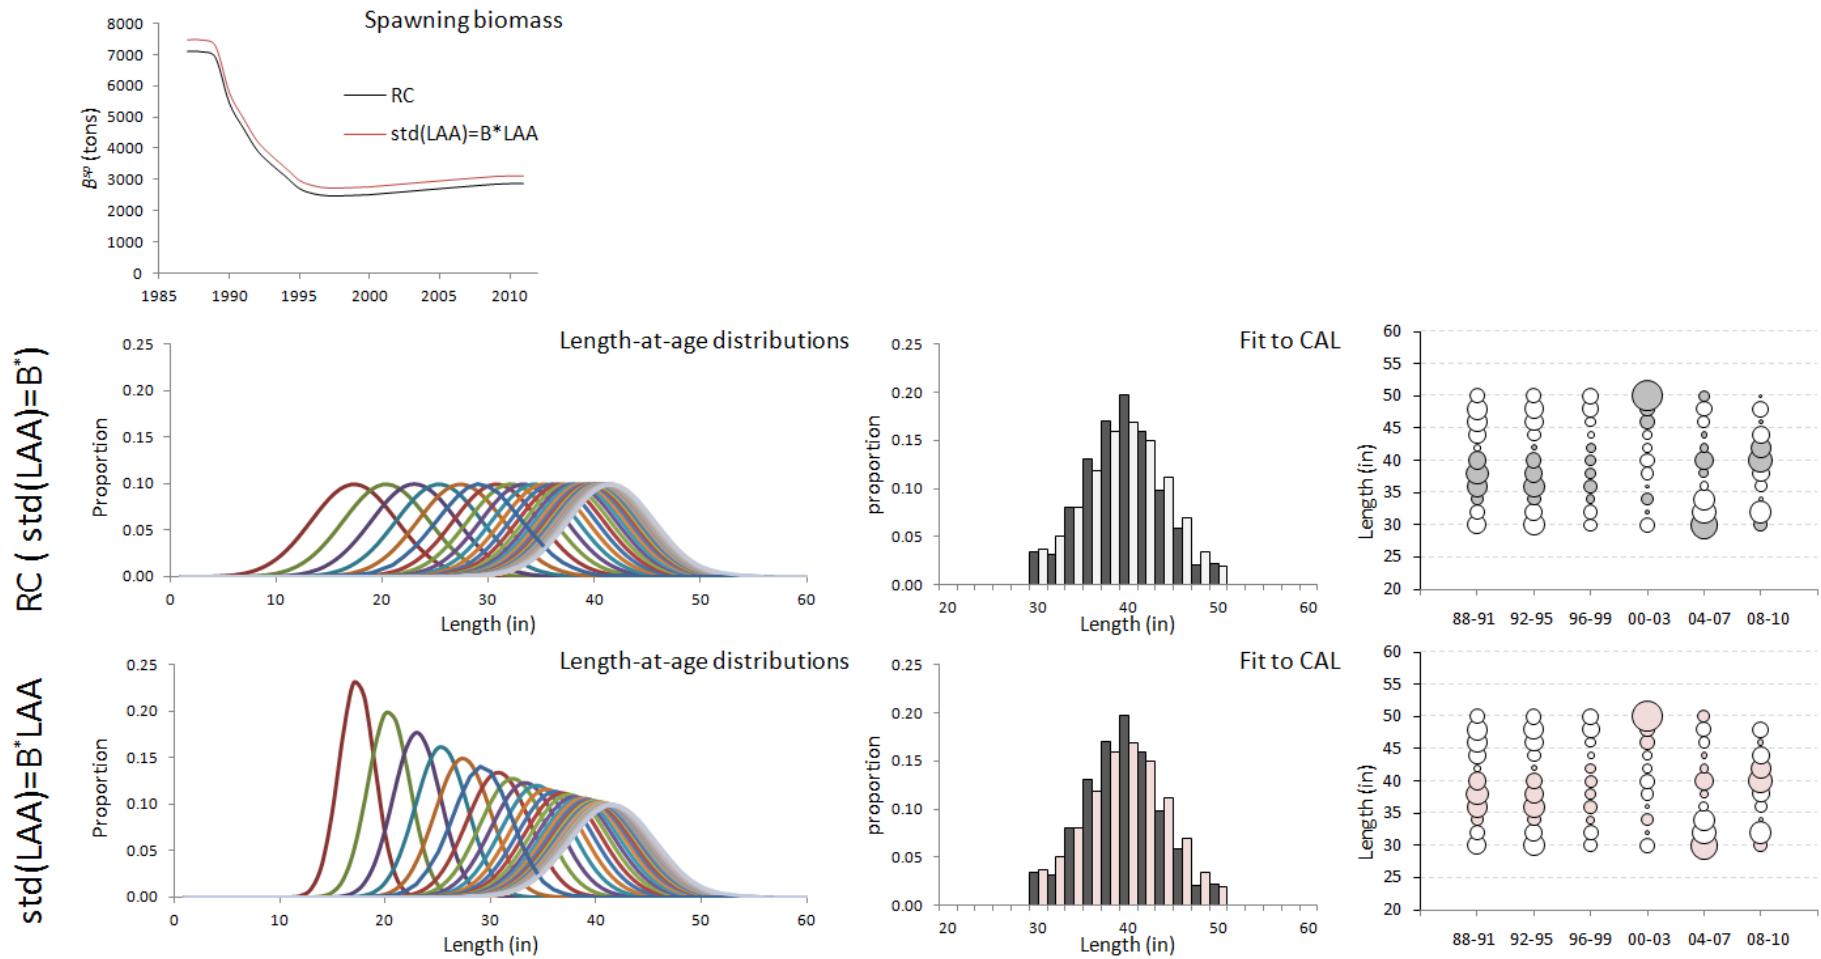 Spawning biomass
8000
7000
6000
5000
4000
3000
2000
1000
0
B^sp (tons)
RC
std(LAA)=B*LAA
1985 1990 1995 2000 2005 2010
RC ( std(LAA)=B*)
Length-at-age distributions
0.25
0.20
0.15
0.10
0.05
0.00
Proportion
0 10 20 30 40 50 60
Length (in)
Fit to CAL
0.25
0.20
0.15
0.10
0.05
0.00
proportion
20 30 40 50 60
Length (in)
60
55
50
45
40
35
30
25
20
Length (in)
88-91 92-95 96-99 00-03 04-07 08-10
std(LAA)=B*LAA
Length-at-age distributions
0.25
0.20
0.15
0.10
0.05
0.00
Proportion
0 10 20 30 40 50 60
Length (in)
Fit to CAL
0.25
0.20
0.15
0.10
0.05
0.00
proportion
20 30 40 50 60
Length (in)
60
55
50
45
40
35
30
25
20
Length (in)
88-91 92-95 96-99 00-03 04-07 08-10